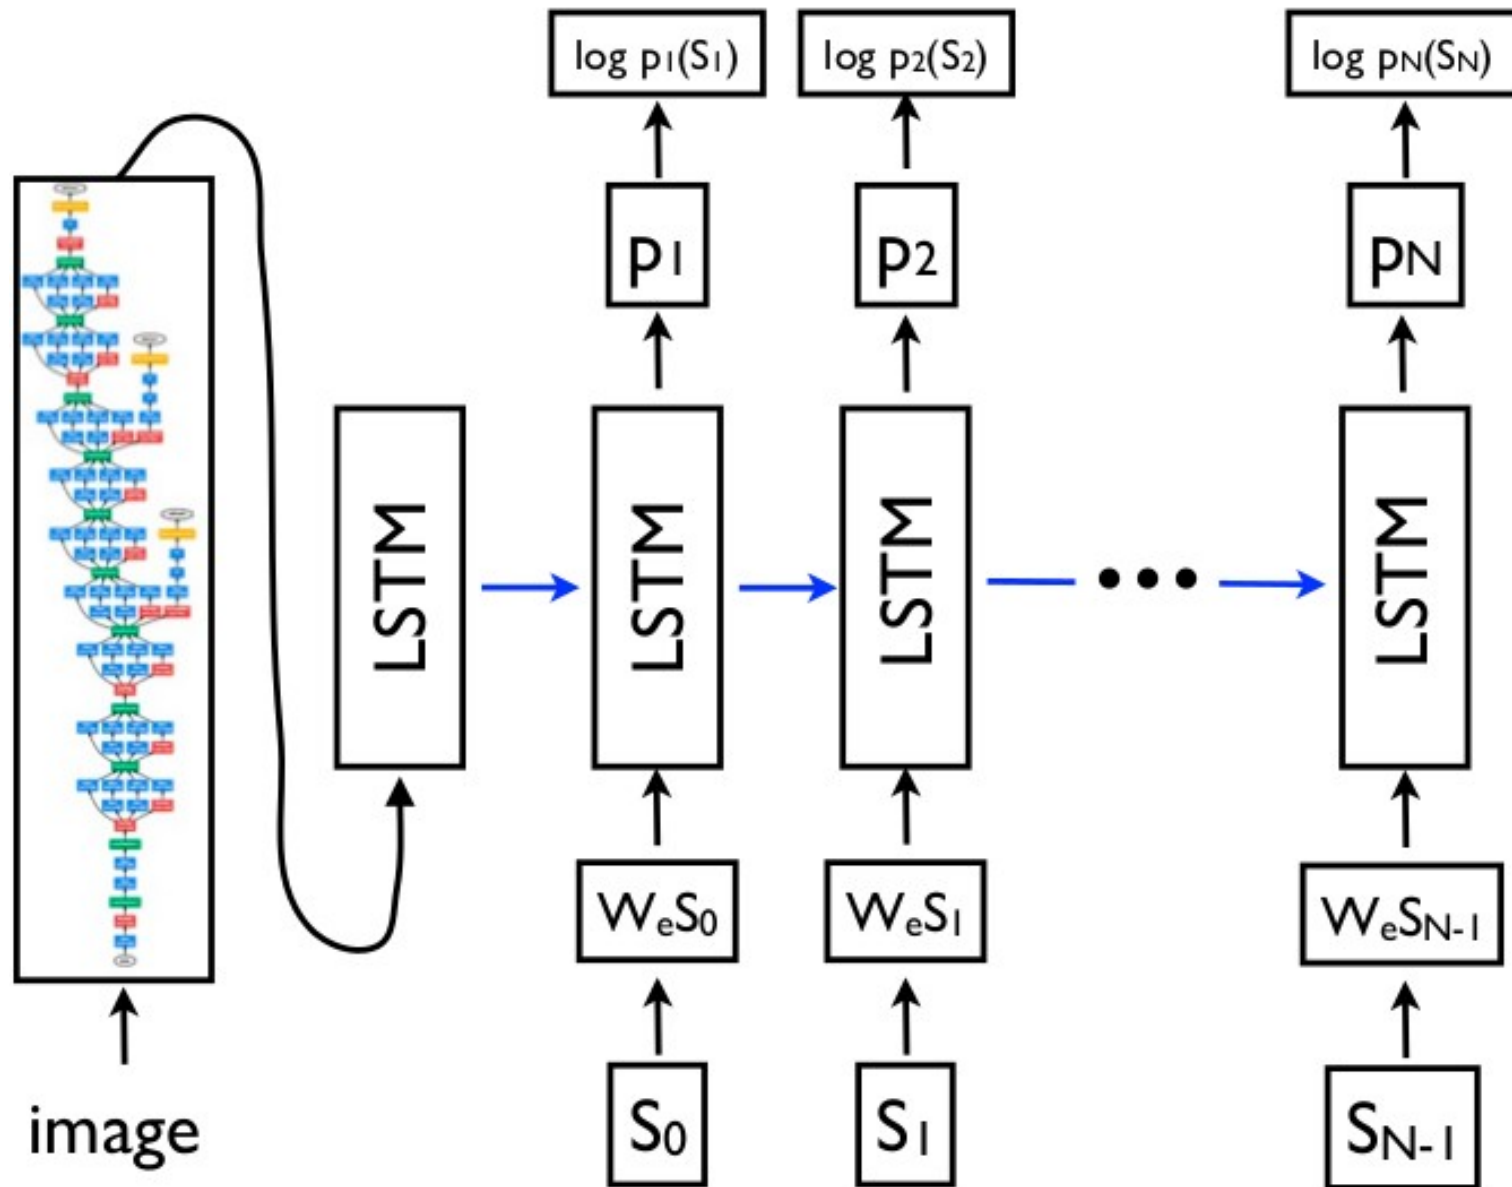 log p₁(S₁) log p₂(S₂) log pN(SN)
p₁ p₂ pN
LSTM LSTM LSTM LSTM
WₑS₀ WₑS₁ WₑSN-1
image S₀ S₁ SN-1